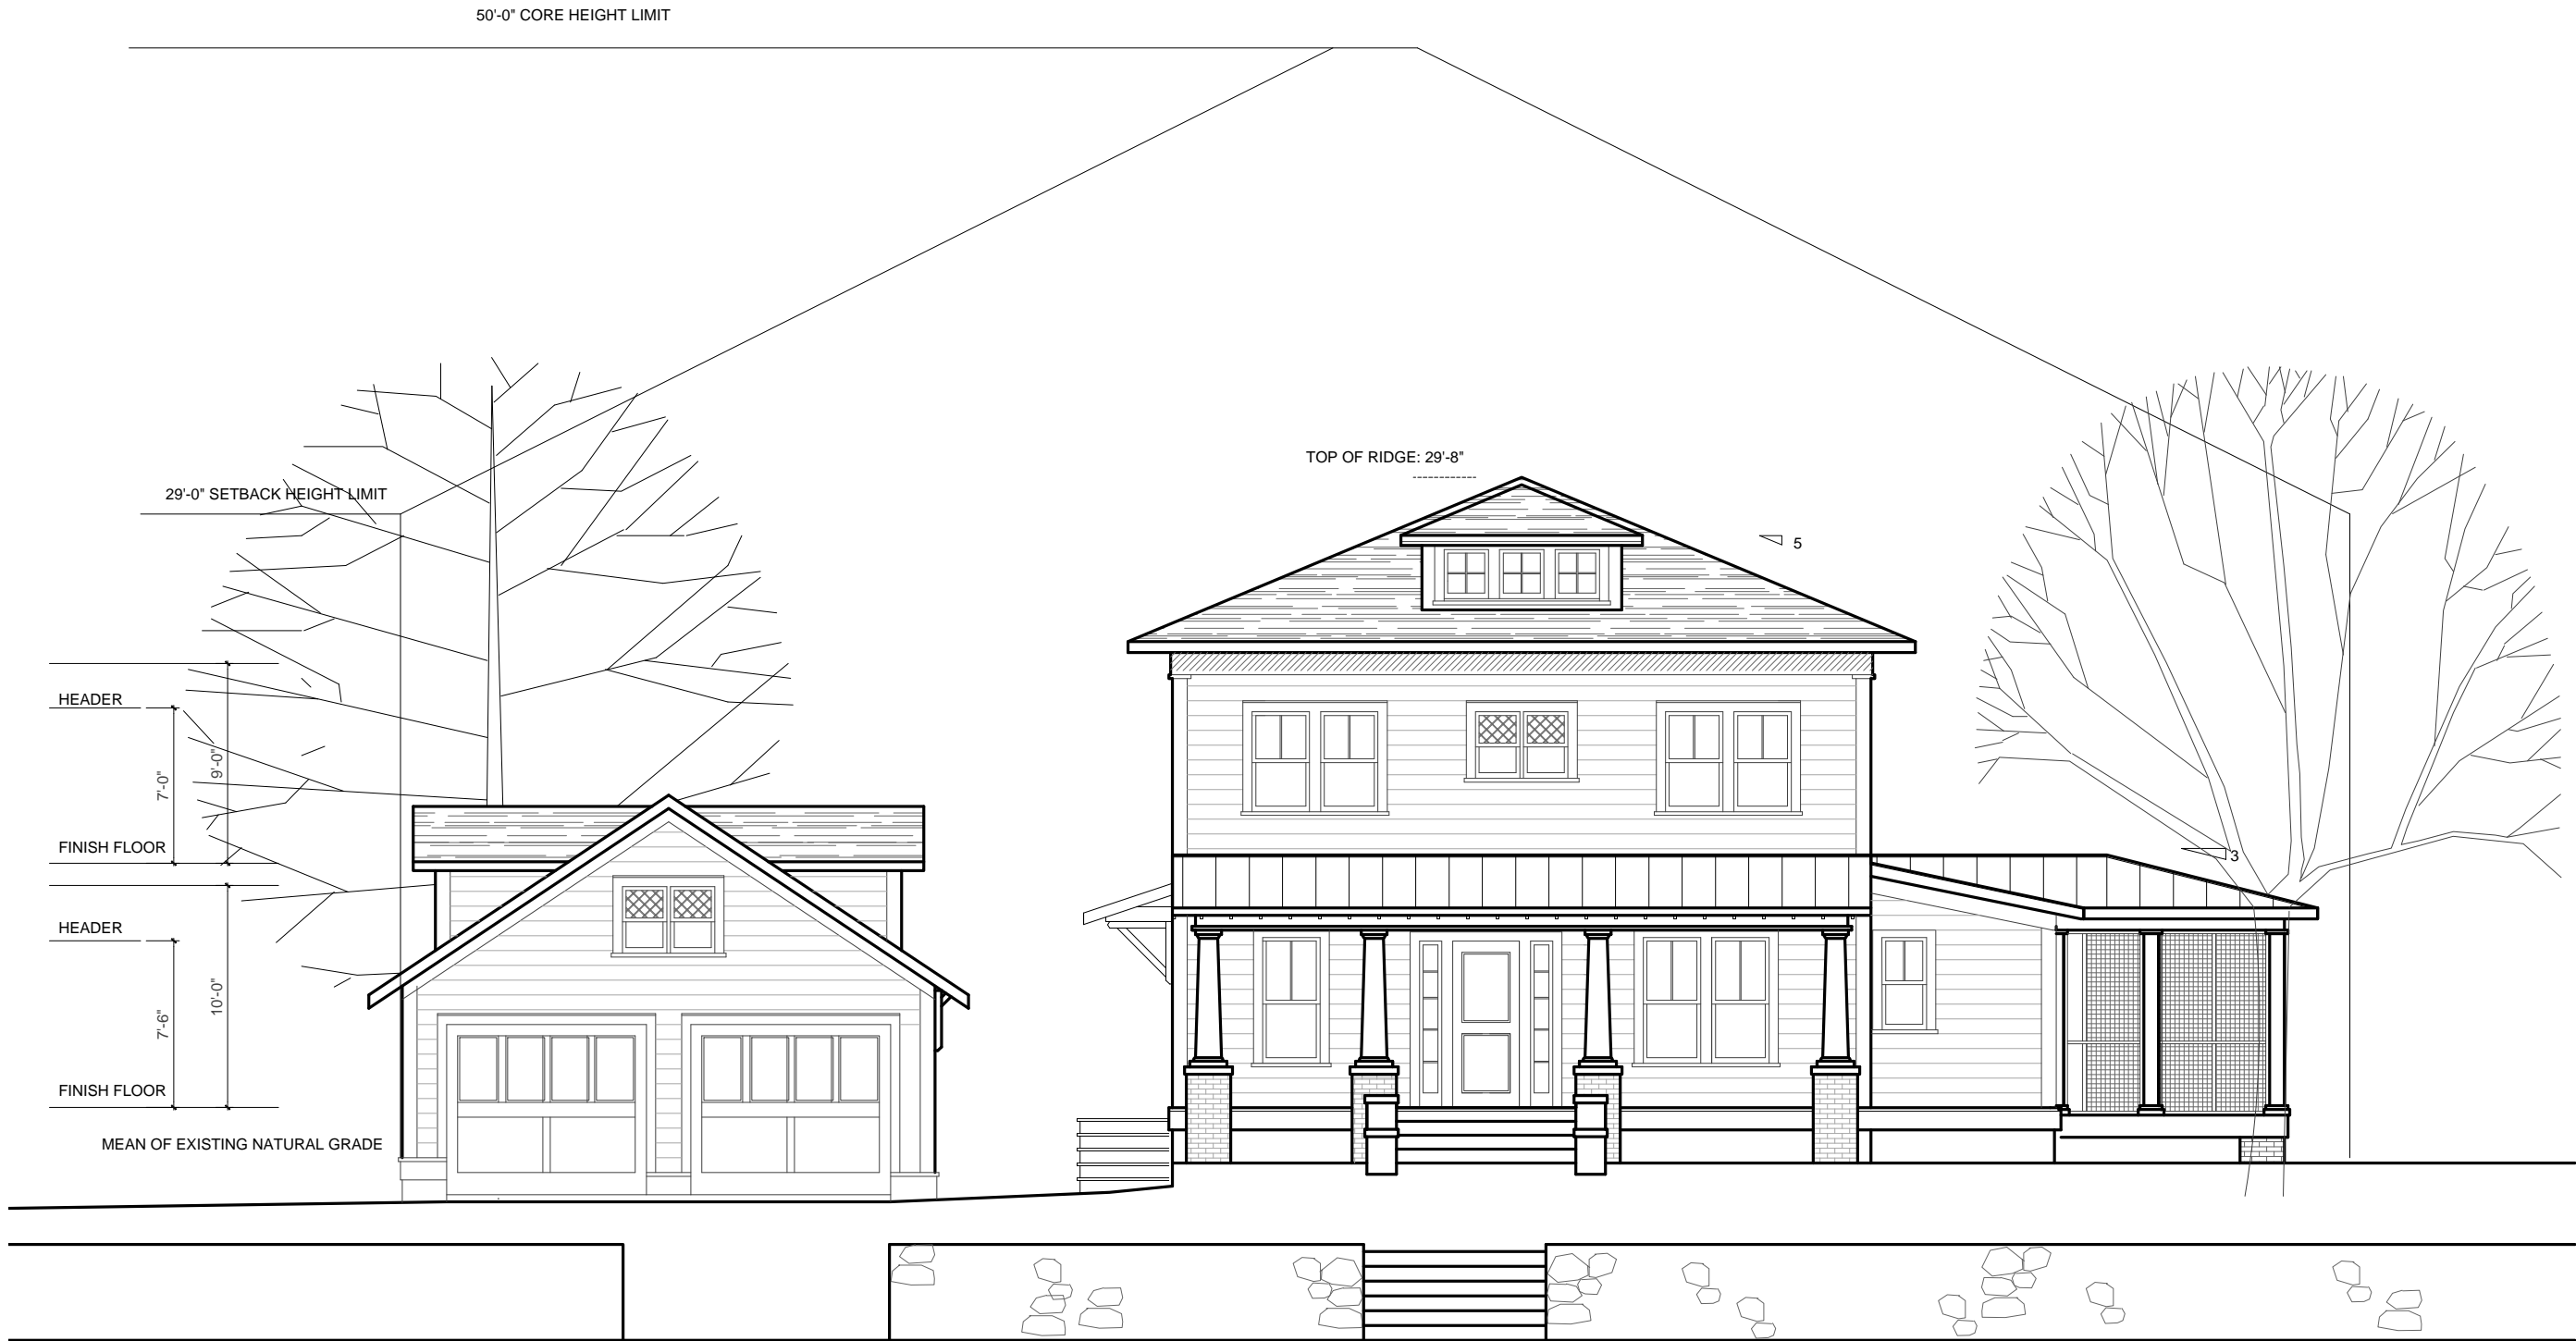 50'-0" CORE HEIGHT LIMIT
TOP OF RIDGE: 29'-8"
29'-0" SETBACK HEIGHT LIMIT
5
HEADER
9'-0"
7'-0"
FINISH FLOOR
3
HEADER
10'-0"
7'-6"
FINISH FLOOR
MEAN OF EXISTING NATURAL GRADE